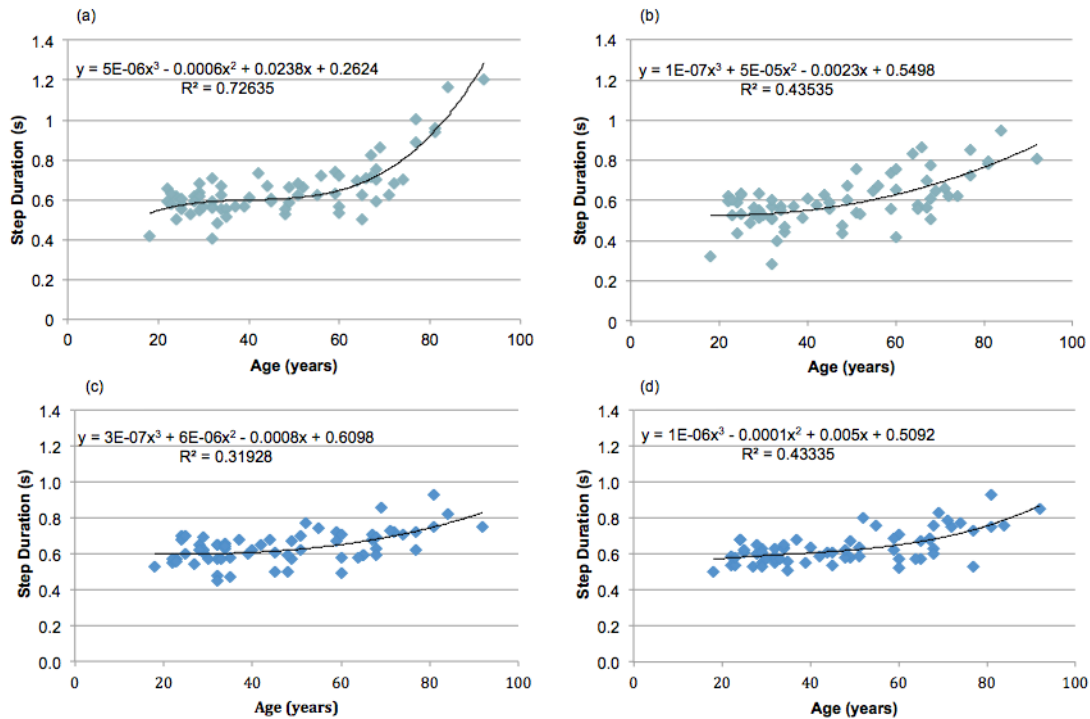 (a)
1.4
y = 5E-06x³ - 0.0006x² + 0.0238x + 0.2624
R² = 0.72635
1.2
1.0
0.8
0.6
0.4
0.2
0
0 20 40 60 80 100
Step Duration (s)
Age (years)
(b)
1.4
y = 1E-07x³ + 5E-05x² - 0.0023x + 0.5498
R² = 0.43535
1.2
1.0
0.8
0.6
0.4
0.2
0
0 20 40 60 80 100
Step Duration (s)
Age (years)
(c)
1.4
y = 3E-07x³ + 6E-06x² - 0.0008x + 0.6098
R² = 0.31928
1.2
1.0
0.8
0.6
0.4
0.2
0.0
0 20 40 60 80 100
Step Duration (s)
Age (years)
(d)
1.4
y = 1E-06x³ - 0.0001x² + 0.005x + 0.5092
R² = 0.43335
1.2
1.0
0.8
0.6
0.4
0.2
0.0
0 20 40 60 80 100
Step Duration (s)
Age (years)